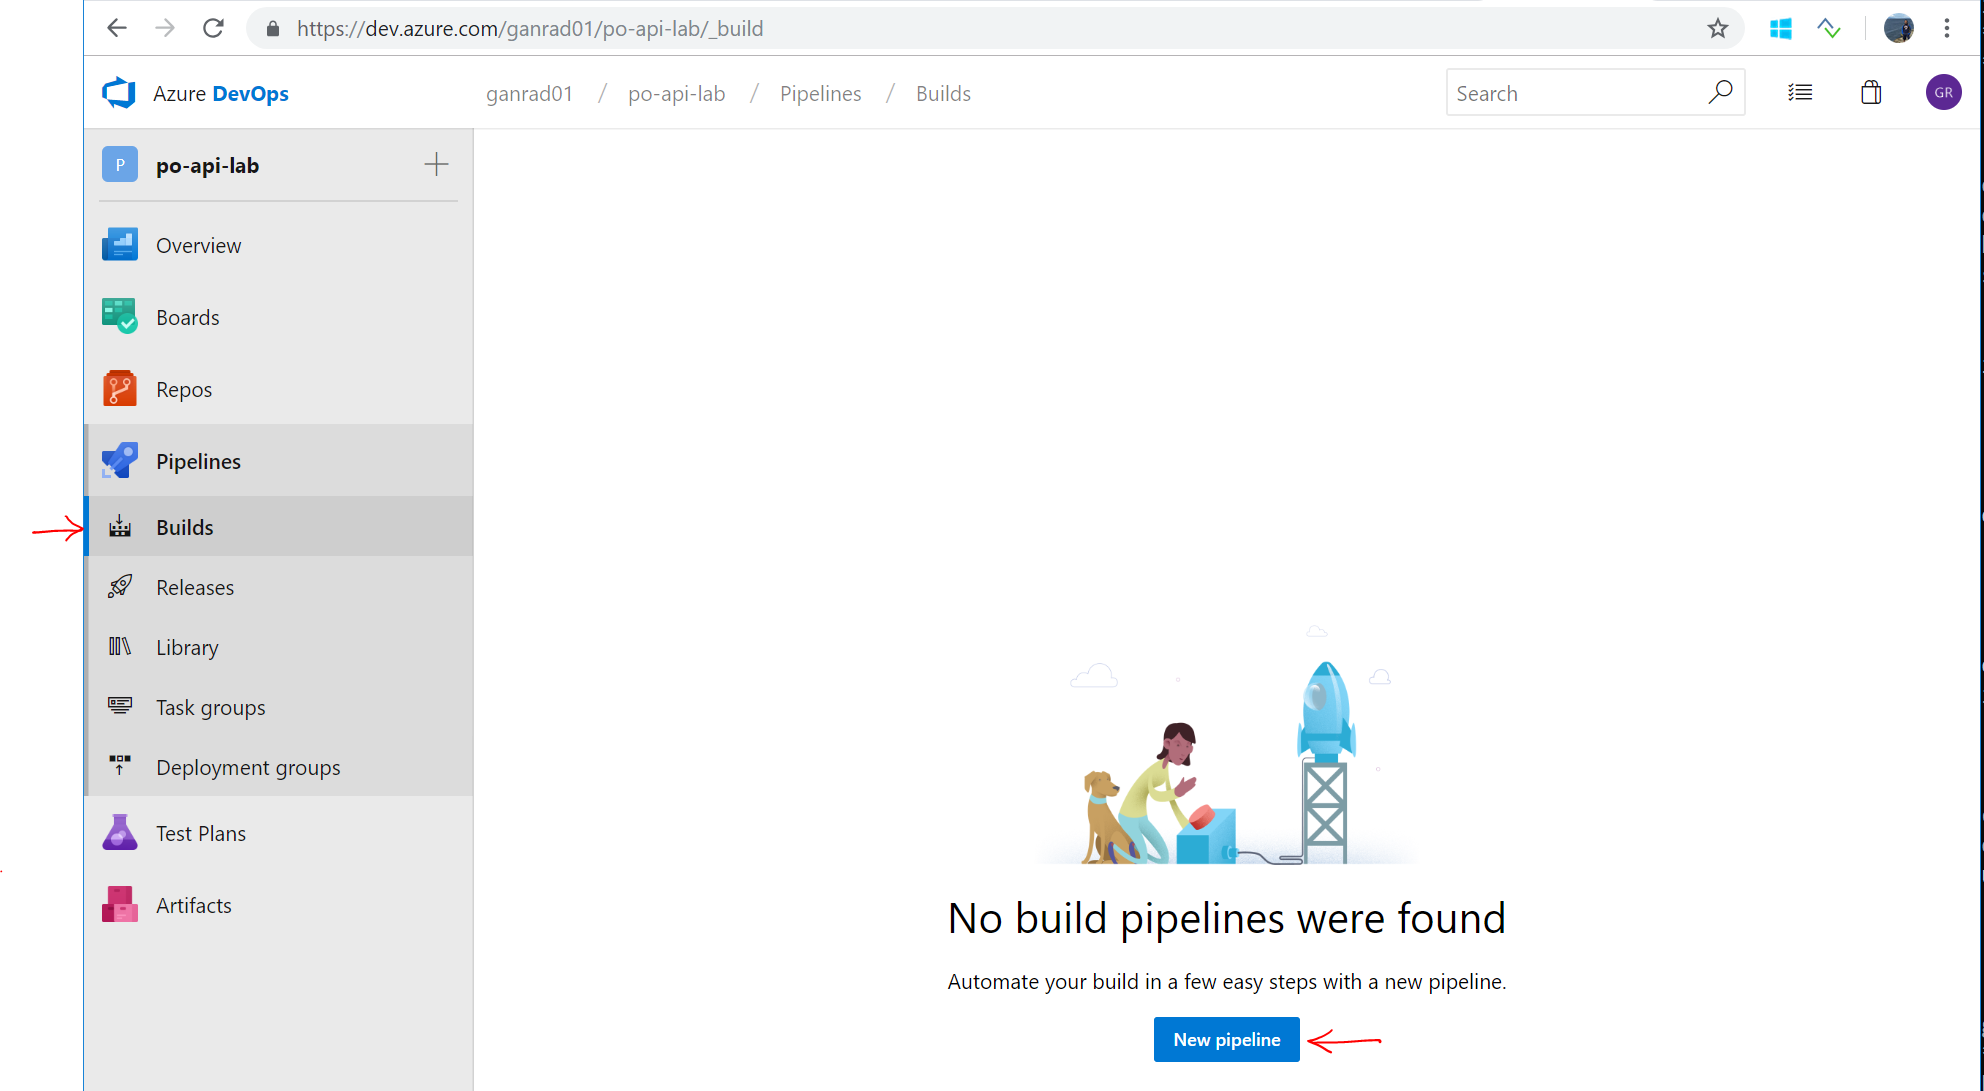 https://dev.azure.com/ganrad01/po-api-lab/_build
Azure DevOps
ganrad01 / po-api-lab / Pipelines / Builds
Search
GR
P
po-api-lab
Overview
Boards
Repos
Pipelines
Builds
Releases
Library
Task groups
Deployment groups
Test Plans
Artifacts
No build pipelines were found
Automate your build in a few easy steps with a new pipeline.
New pipeline